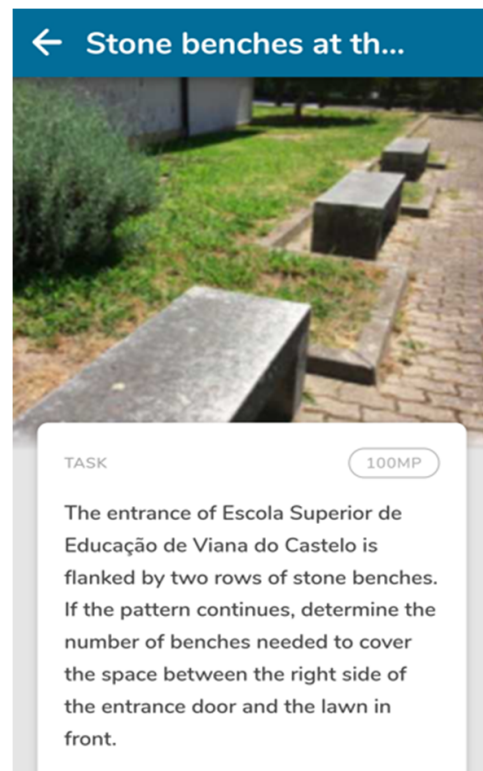 Stone benches at th...
TASK
100MP
The entrance of Escola Superior de
Educação de Viana do Castelo is
flanked by two rows of stone benches.
If the pattern continues, determine the
number of benches needed to cover
the space between the right side of
the entrance door and the lawn in
front.